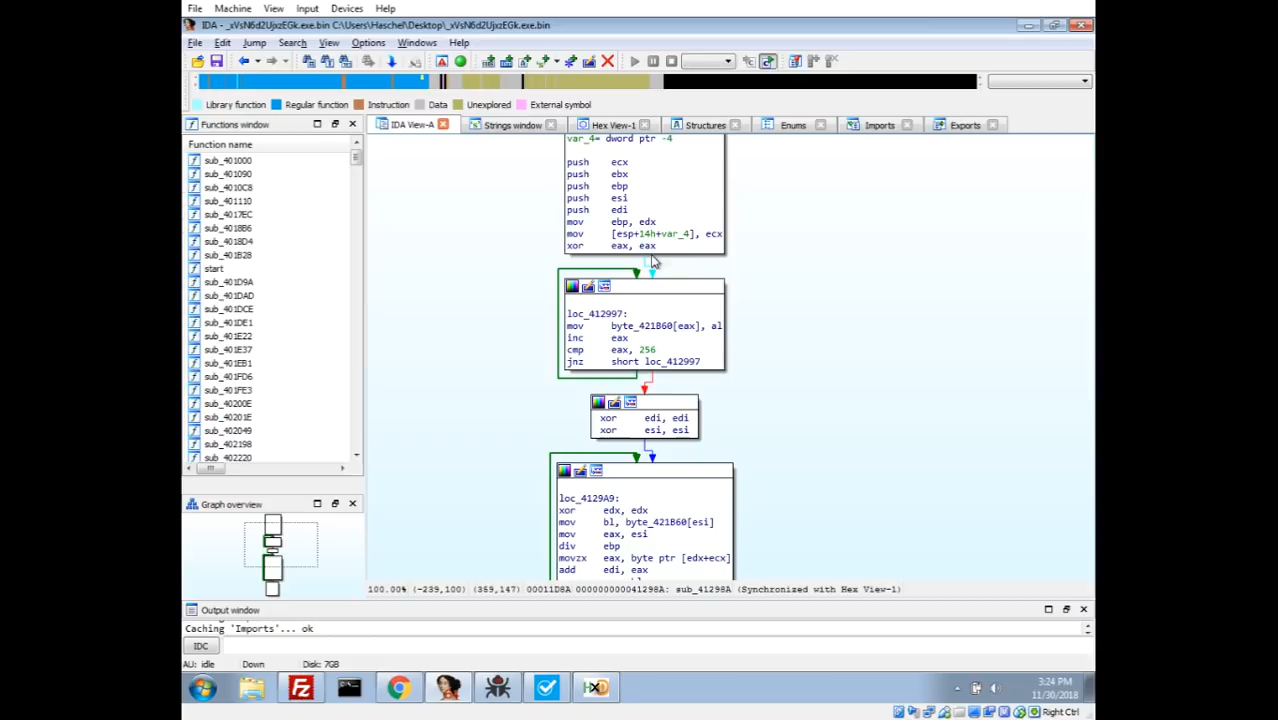 File Machine View Input Devices Help
IDA - _xVsN6d2UjxzEGk.exe.bin C:\Users\Haschel\Desktop\_xVsN6d2UjxzEGk.exe.bin
File Edit Jump Search View Options Windows Help
Library function Regular function Instruction Data Unexplored External symbol
Functions window
IDA View-A Strings window Hex View-1 Structures Enums Imports Exports
Function name
sub_401000
sub_401090
sub_4010C8
sub_401110
sub_4017EC
sub_4018B6
sub_4018D4
sub_401B28
start
sub_401D9A
sub_401DAD
sub_401DCE
sub_401DE1
sub_401E22
sub_401E37
sub_401EB1
sub_401FD6
sub_401FE3
sub_40200E
sub_40201E
sub_402049
sub_402198
sub_402220
Graph overview
var_4= dword ptr -4
push ecx
push ebx
push ebp
push esi
push edi
mov ebp, edx
mov [esp+14h+var_4], ecx
xor eax, eax
loc_412997:
mov byte_421B60[eax], al
inc eax
cmp eax, 256
jnz short loc_412997
xor edi, edi
xor esi, esi
loc_4129A9:
xor edx, edx
mov bl, byte_421B60[esi]
mov eax, esi
div ebp
movzx eax, byte ptr [edx+ecx]
add edi, eax
100.00% (-239,100) (369,147) 00011D8A 000000000041298A: sub_41298A (Synchronized with Hex View-1)
Output window
Caching 'Imports'... ok
IDC
AU: idle Down Disk: 7GB
3:24 PM
11/30/2018
Right Ctrl